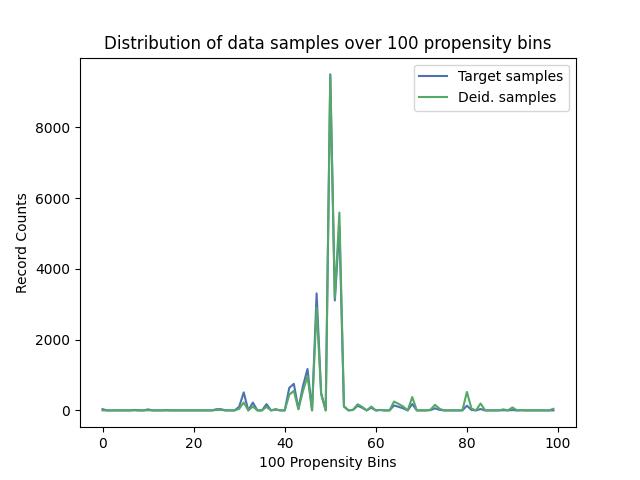 Distribution of data samples over 100 propensity bins
Target samples
Deid. samples
8000
6000
4000
2000
0
Record Counts
0 20 40 60 80 100
100 Propensity Bins